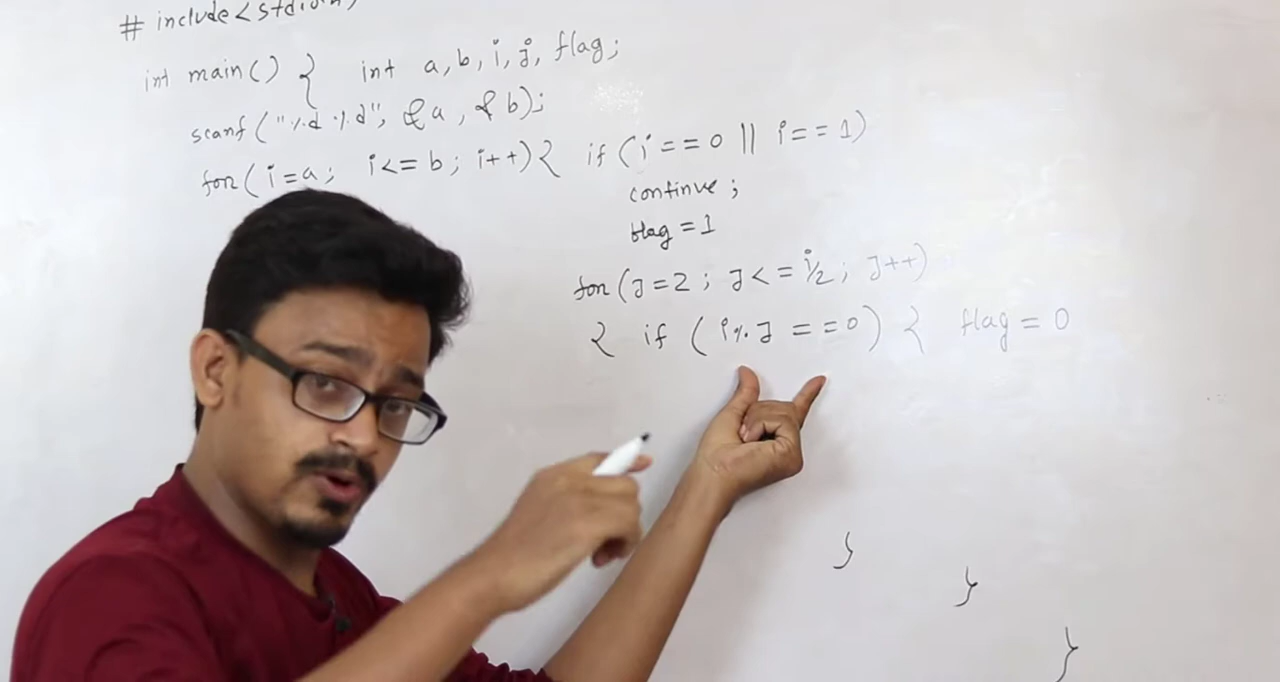 # include<stdio.h>
int main() { int a, b, i, j, flag;
scanf("%d %d", &a, &b);
for(i=a; i<=b; i++){ if(i==0 || i==1)
continue;
flag=1
for(J=2; J<=i/2; J++)
{ if (i%J ==0) { flag=0
}
}
}